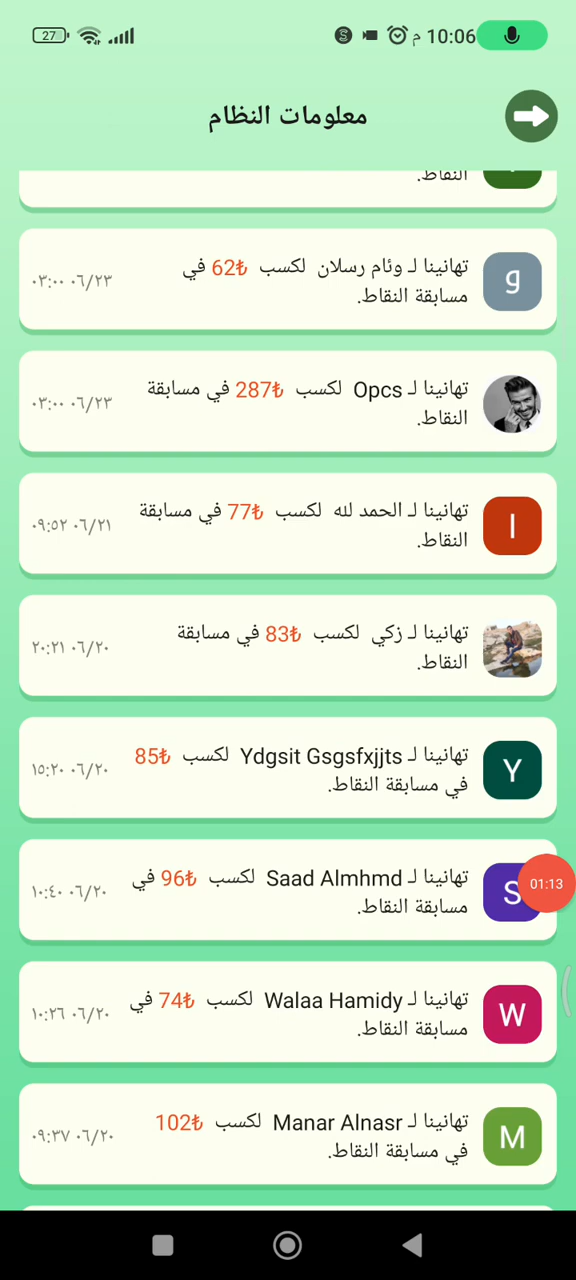 27
10:06 م
معلومات النظام
النقاط.
تهانينا لـ وئام رسلان لكسب 62₺ في
مسابقة النقاط.
٠٦/٢٣ ٠٣:٠٠
g
تهانينا لـ Opcs لكسب 287₺ في مسابقة
النقاط.
٠٦/٢٣ ٠٣:٠٠
تهانينا لـ الحمد لله لكسب 77₺ في مسابقة
النقاط.
٠٦/٢١ ٠٩:٥٢
ا
تهانينا لـ زكي لكسب 83₺ في مسابقة
النقاط.
٠٦/٢٠ ٢٠:٢١
تهانينا لـ Ydgsit Gsgsfxjjts لكسب 85₺
في مسابقة النقاط.
٠٦/٢٠ ١٥:٢٠
Y
تهانينا لـ Saad Almhmd لكسب 96₺ في
مسابقة النقاط.
٠٦/٢٠ ١٠:٤٠
S
01:13
تهانينا لـ Walaa Hamidy لكسب 74₺ في
مسابقة النقاط.
٠٦/٢٠ ١٠:٢٦
W
تهانينا لـ Manar Alnasr لكسب 102₺
في مسابقة النقاط.
٠٦/٢٠ ٠٩:٣٧
M